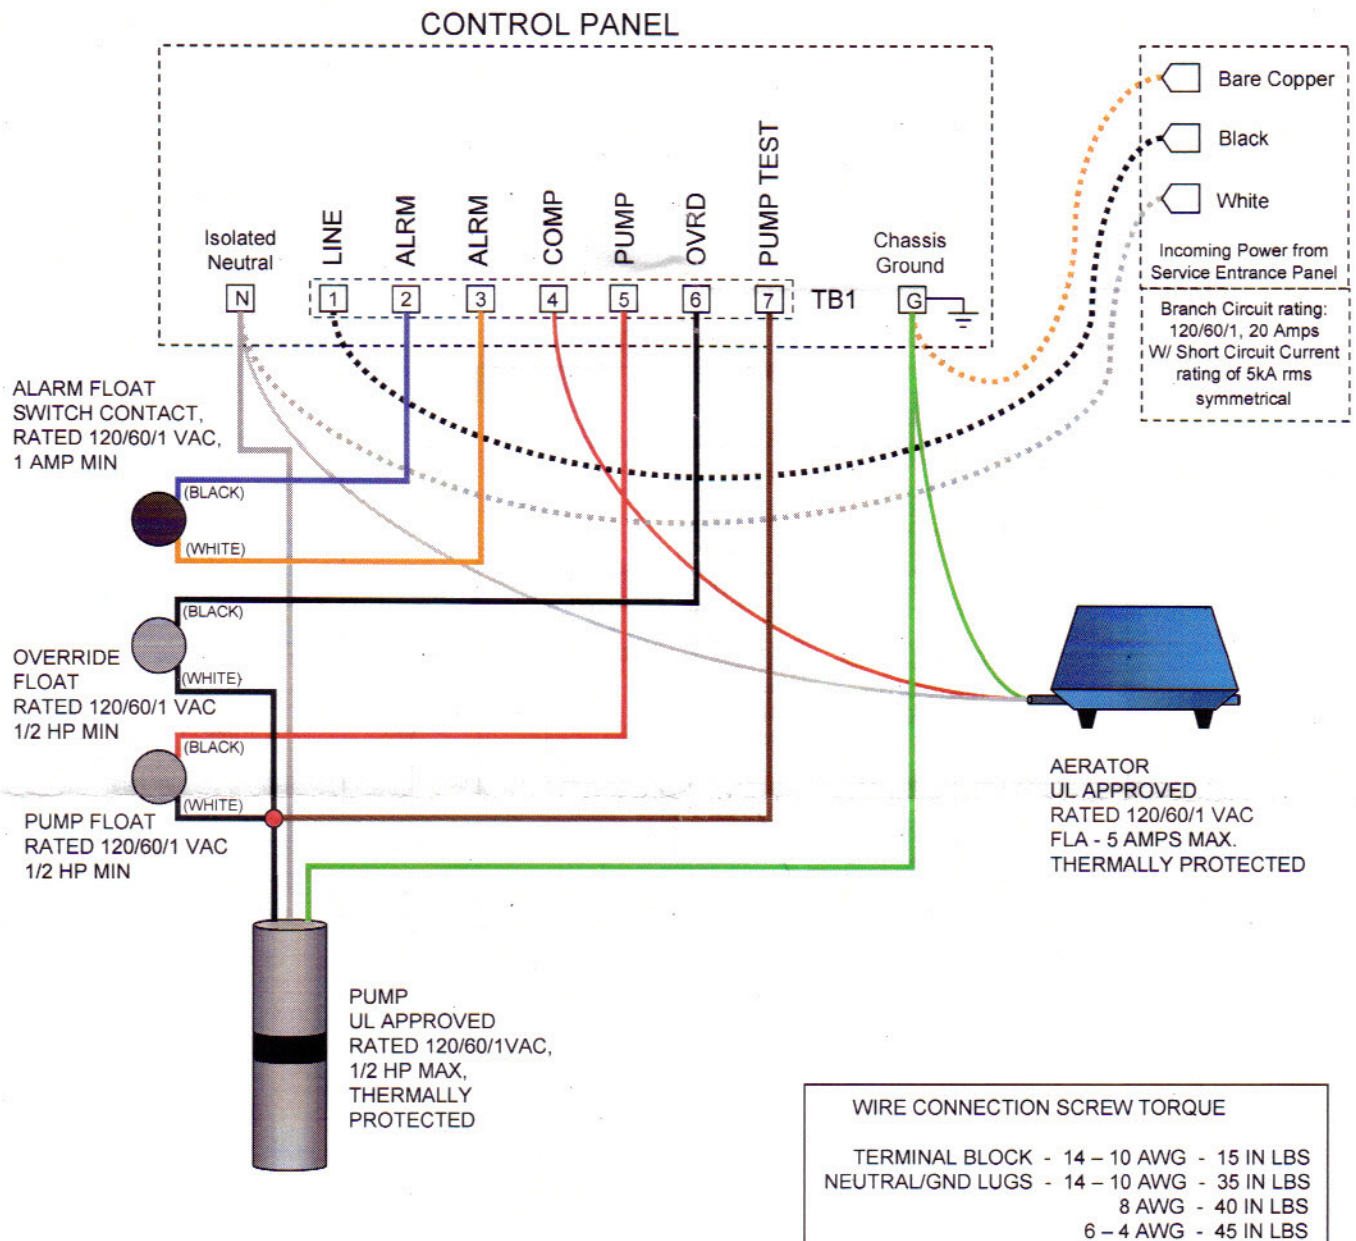 CONTROL PANEL
Bare Copper
Black
White
Incoming Power from
Service Entrance Panel
Branch Circuit rating:
120/60/1, 20 Amps
W/ Short Circuit Current
rating of 5kA rms
symmetrical
LINE
ALRM
ALRM
COMP
PUMP
OVRD
PUMP TEST
Isolated
Neutral
Chassis
Ground
N
1
2
3
4
5
6
7
TB1
G
ALARM FLOAT
SWITCH CONTACT,
RATED 120/60/1 VAC,
1 AMP MIN
(BLACK)
(WHITE)
(BLACK)
OVERRIDE
FLOAT
RATED 120/60/1 VAC
1/2 HP MIN
(WHITE)
(BLACK)
(WHITE)
PUMP FLOAT
RATED 120/60/1 VAC
1/2 HP MIN
AERATOR
UL APPROVED
RATED 120/60/1 VAC
FLA - 5 AMPS MAX.
THERMALLY PROTECTED
PUMP
UL APPROVED
RATED 120/60/1VAC,
1/2 HP MAX,
THERMALLY
PROTECTED
WIRE CONNECTION SCREW TORQUE
TERMINAL BLOCK - 14 – 10 AWG - 15 IN LBS
NEUTRAL/GND LUGS - 14 – 10 AWG - 35 IN LBS
8 AWG - 40 IN LBS
6 – 4 AWG - 45 IN LBS